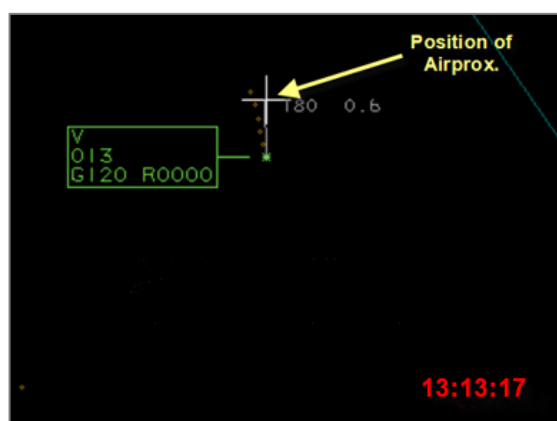 Position of
Airprox.
T80 0.6
V
013
G120 R0000
13:13:17